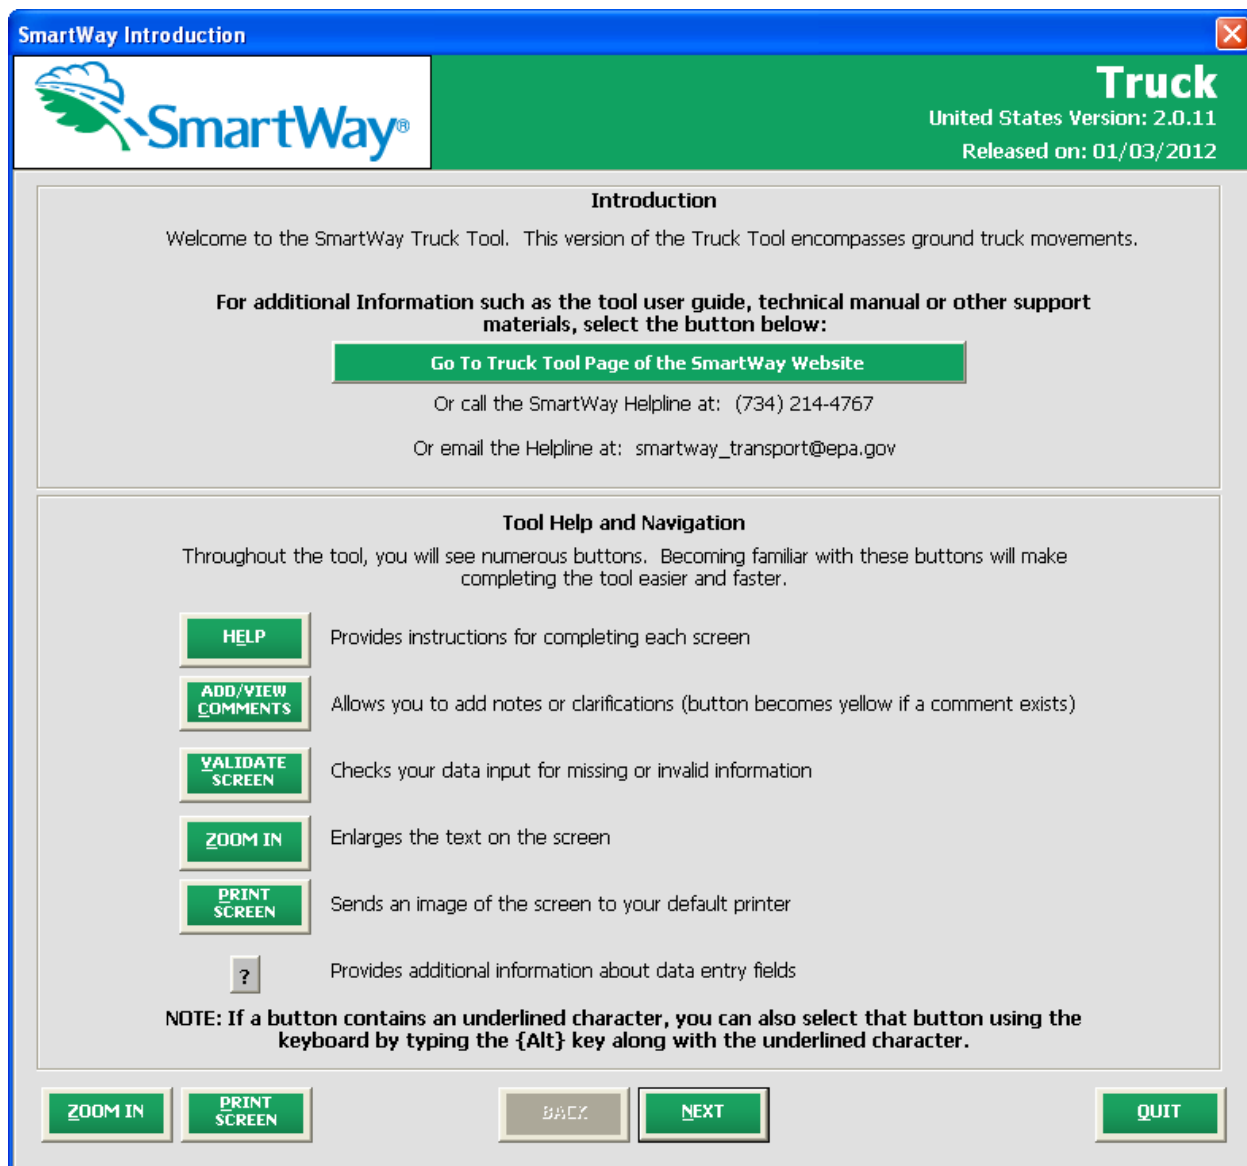 SmartWay Introduction
SmartWay®
Truck
United States Version: 2.0.11
Released on: 01/03/2012
Introduction
Welcome to the SmartWay Truck Tool. This version of the Truck Tool encompasses ground truck movements.
For additional Information such as the tool user guide, technical manual or other support
materials, select the button below:
Go To Truck Tool Page of the SmartWay Website
Or call the SmartWay Helpline at: (734) 214-4767
Or email the Helpline at: smartway_transport@epa.gov
Tool Help and Navigation
Throughout the tool, you will see numerous buttons. Becoming familiar with these buttons will make
completing the tool easier and faster.
HELP
Provides instructions for completing each screen
ADD/VIEW
COMMENTS
Allows you to add notes or clarifications (button becomes yellow if a comment exists)
VALIDATE
SCREEN
Checks your data input for missing or invalid information
ZOOM IN
Enlarges the text on the screen
PRINT
SCREEN
Sends an image of the screen to your default printer
?
Provides additional information about data entry fields
NOTE: If a button contains an underlined character, you can also select that button using the
keyboard by typing the {Alt} key along with the underlined character.
ZOOM IN
PRINT
SCREEN
BACK
NEXT
QUIT